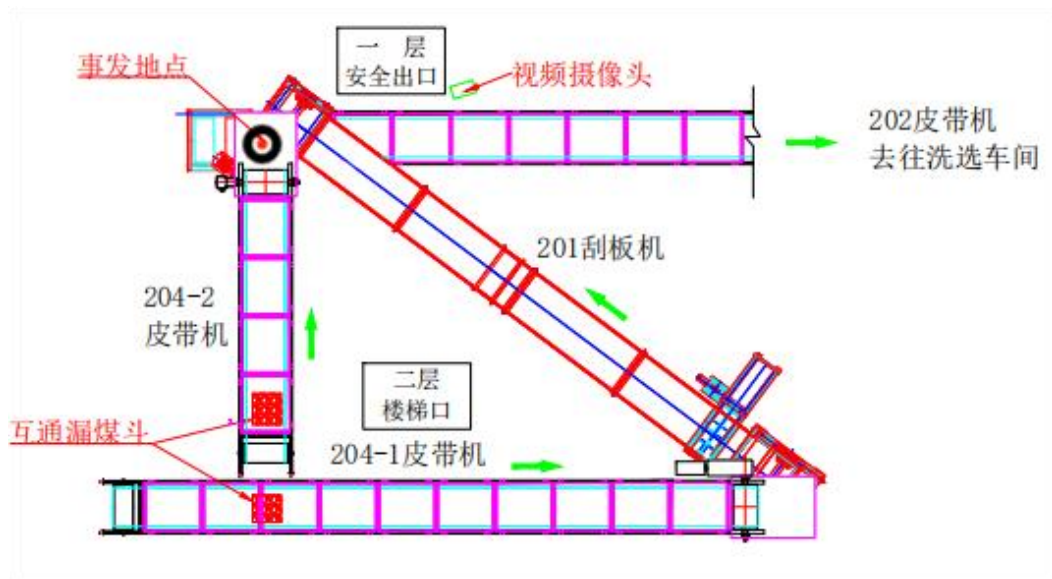 一 层
安全出口
事发地点
视频摄像头
202皮带机
去往洗选车间
201刮板机
204-2
皮带机
二层
楼梯口
互通漏煤斗
204-1皮带机